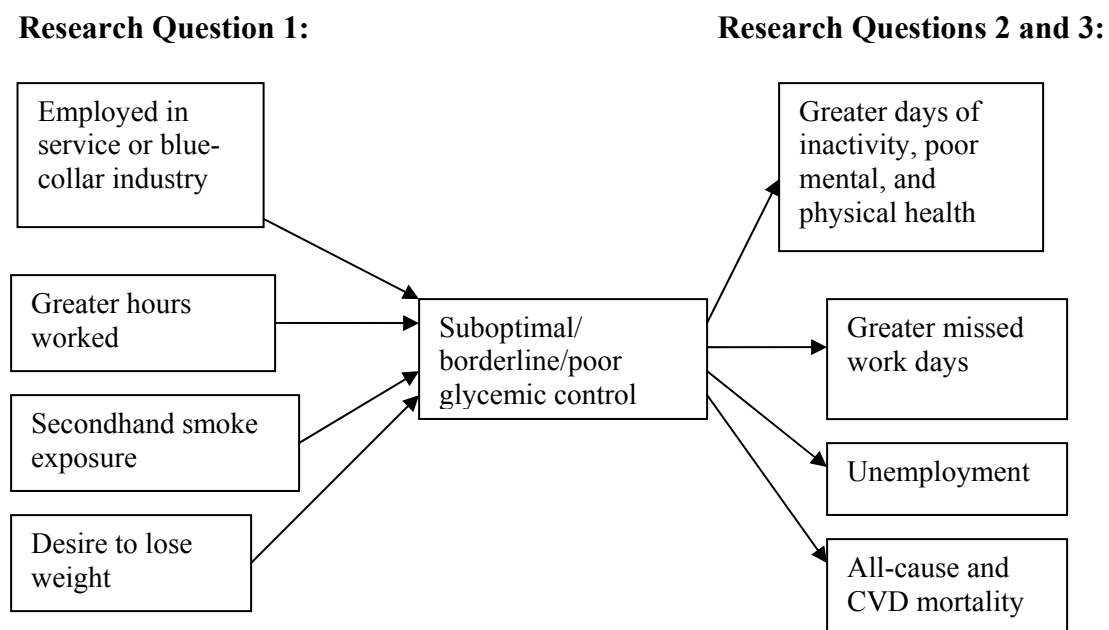 Research Question 1:
Employed in
service or blue-
collar industry
Greater hours
worked
Secondhand smoke
exposure
Desire to lose
weight
Suboptimal/
borderline/poor
glycemic control
Research Questions 2 and 3:
Greater days of
inactivity, poor
mental, and
physical health
Greater missed
work days
Unemployment
All-cause and
CVD mortality